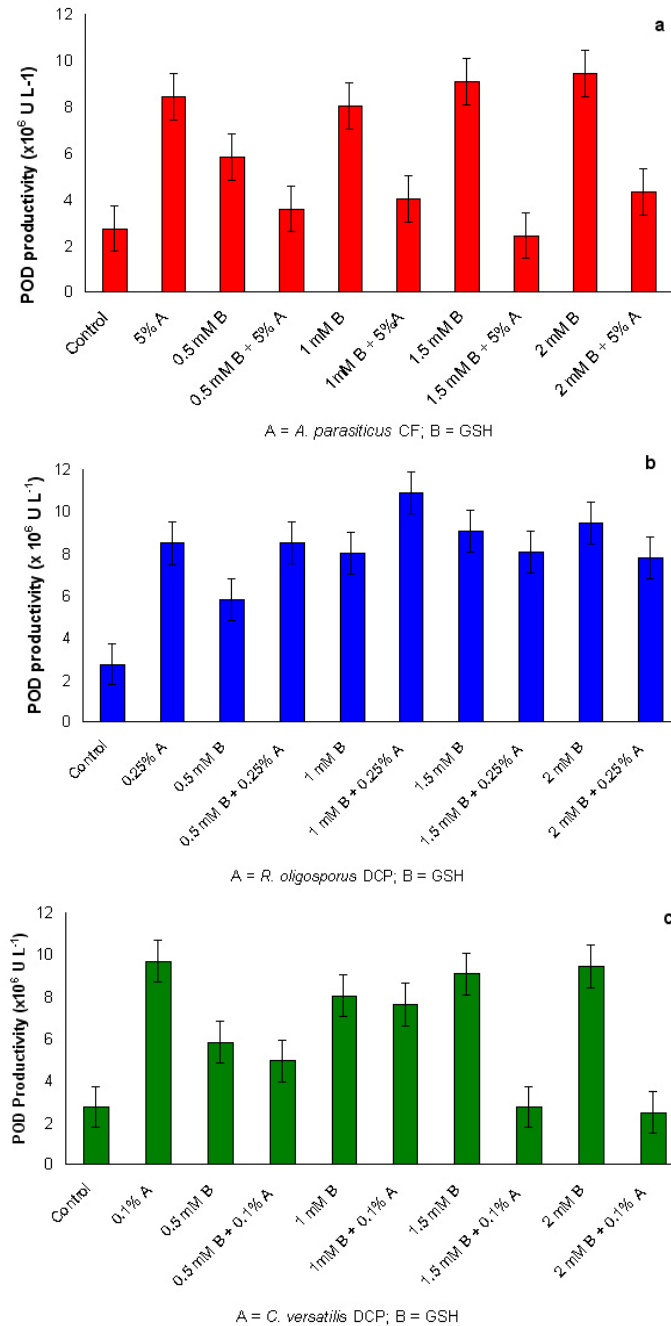 a
POD productivity (x10⁶ U L-1)
12
10
8
6
4
2
0
Control
5% A
0.5 mM B
0.5 mM B + 5% A
1 mM B
1mM B + 5%A
1.5 mM B
1.5 mM B + 5% A
2 mM B
2 mM B + 5% A
A = A. parasiticus CF; B = GSH
b
POD productivity (x 10⁶ U L⁻¹)
12
10
8
6
4
2
0
Control
0.25% A
0.5 mM B
0.5 mM B + 0.25% A
1 mM B
1 mM B + 0.25% A
1.5 mM B
1.5 mM B + 0.25% A
2 mM B
2 mM B + 0.25% A
A = R. oligosporus DCP; B = GSH
c
POD Productivity (x10⁶ U L⁻¹)
12
10
8
6
4
2
0
Control
0.1% A
0.5 mM B
0.5 mM B + 0.1% A
1 mM B
1mM B + 0.1% A
1.5 mM B
1.5 mM B + 0.1% A
2 mM B
2 mM B + 0.1% A
A = C. versatilis DCP; B = GSH